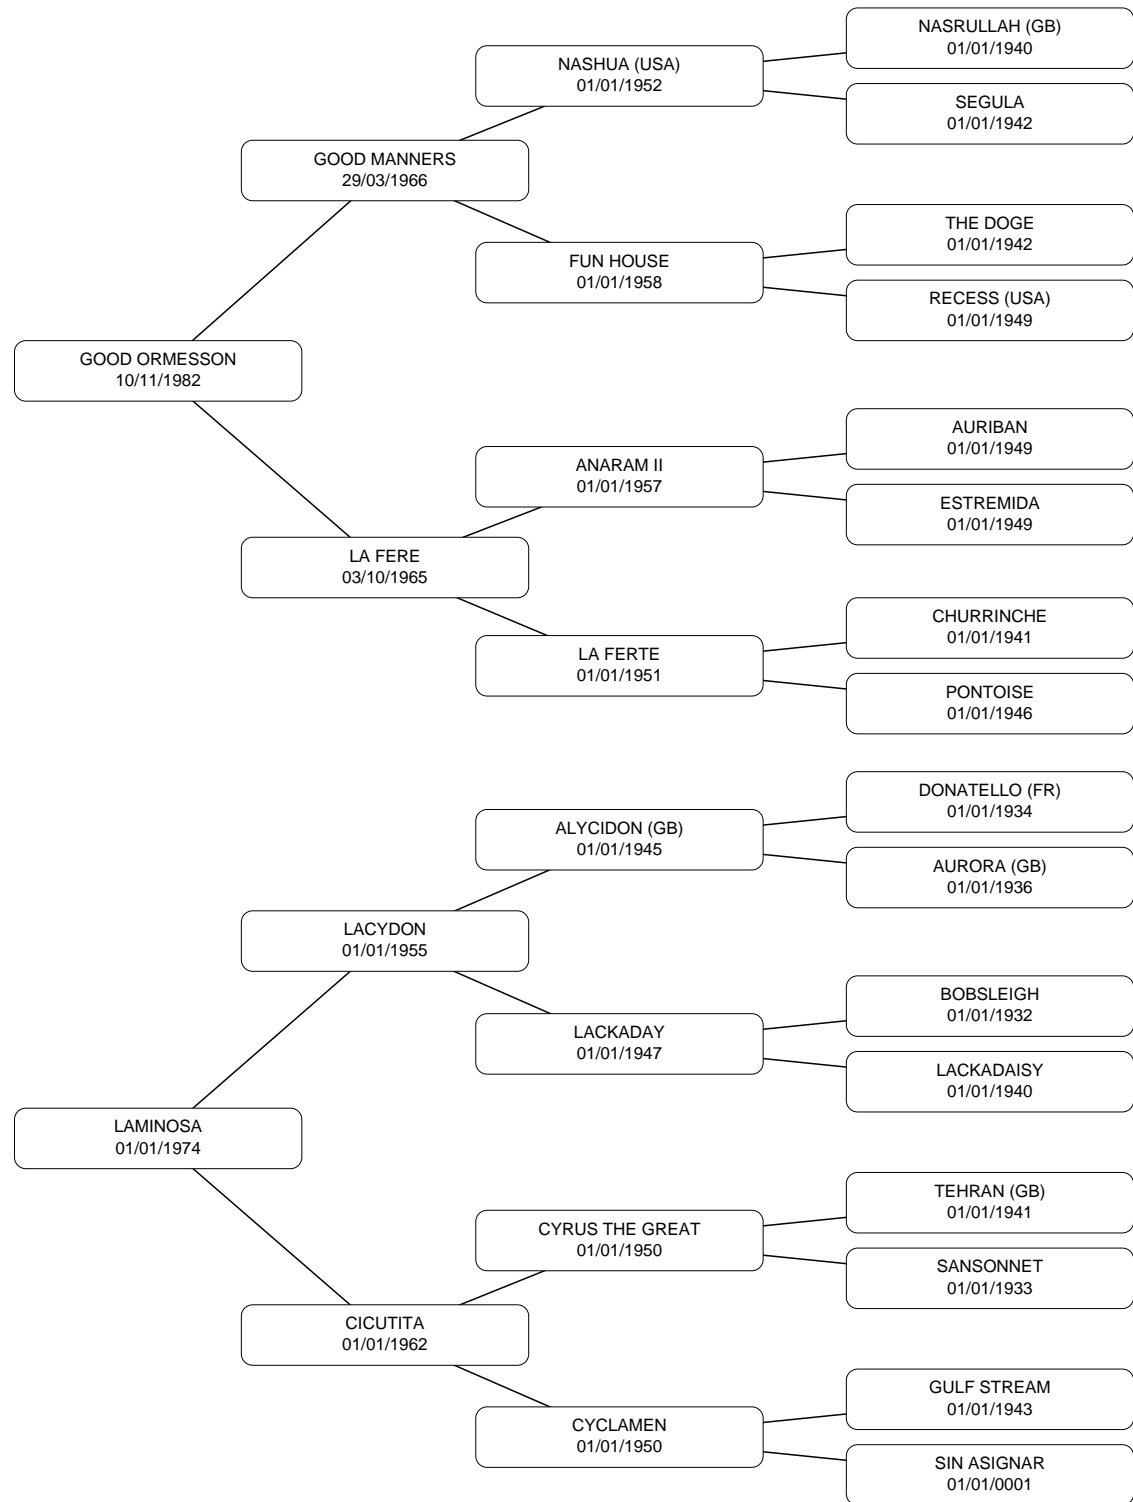 NASRULLAH (GB)
01/01/1940
NASHUA (USA)
01/01/1952
SEGULA
01/01/1942
GOOD MANNERS
29/03/1966
THE DOGE
01/01/1942
FUN HOUSE
01/01/1958
RECESS (USA)
01/01/1949
GOOD ORMESSON
10/11/1982
AURIBAN
01/01/1949
ANARAM II
01/01/1957
ESTREMIDA
01/01/1949
LA FERE
03/10/1965
CHURRINCHE
01/01/1941
LA FERTE
01/01/1951
PONTOISE
01/01/1946
DONATELLO (FR)
01/01/1934
ALYCIDON (GB)
01/01/1945
AURORA (GB)
01/01/1936
LACYDON
01/01/1955
BOBSLEIGH
01/01/1932
LACKADAY
01/01/1947
LACKADAISY
01/01/1940
LAMINOSA
01/01/1974
TEHRAN (GB)
01/01/1941
CYRUS THE GREAT
01/01/1950
SANSONNET
01/01/1933
CICUTITA
01/01/1962
GULF STREAM
01/01/1943
CYCLAMEN
01/01/1950
SIN ASIGNAR
01/01/0001